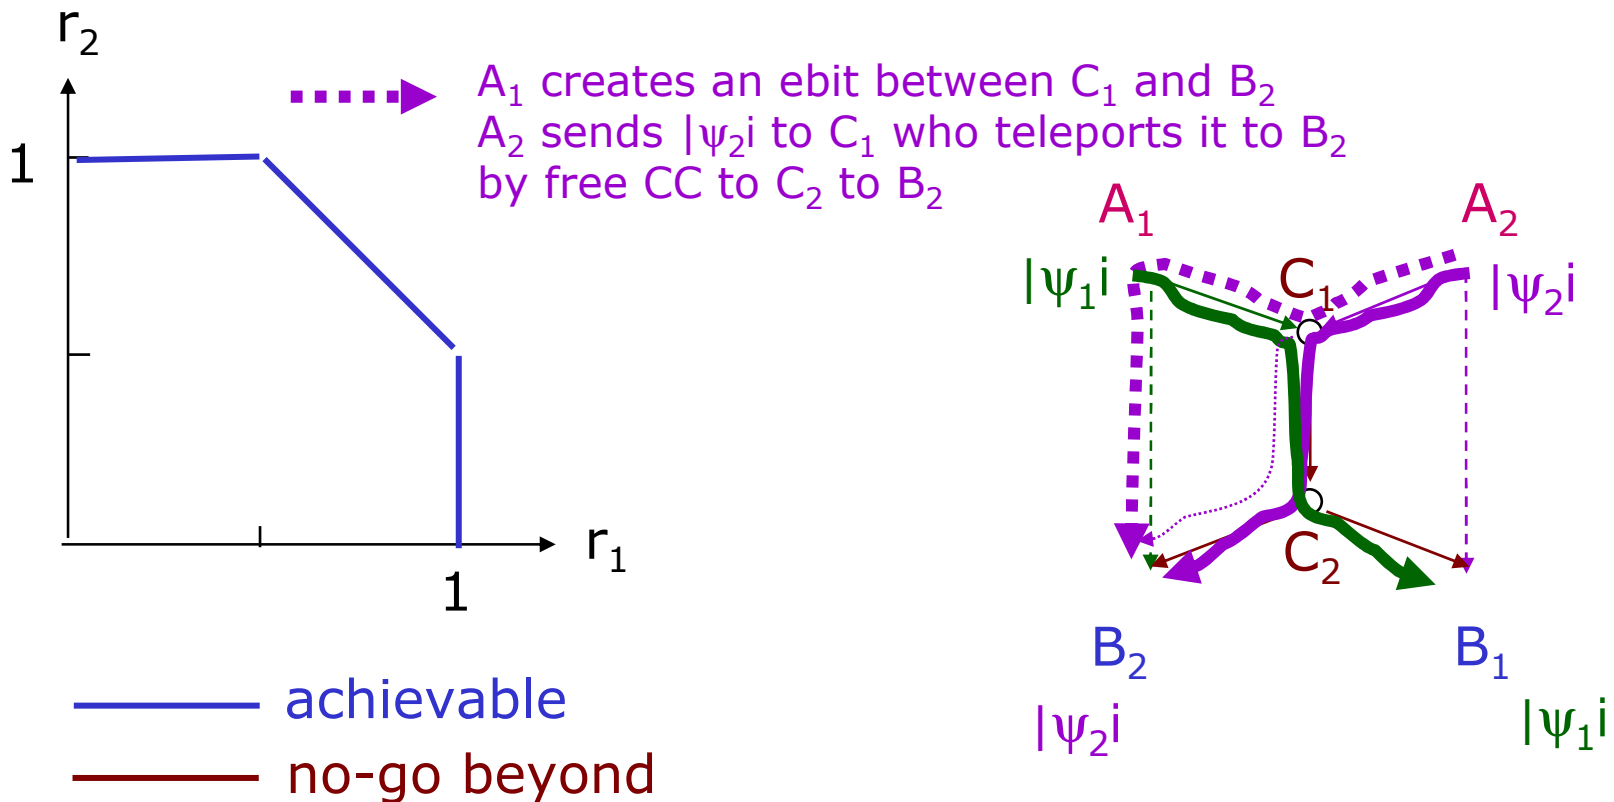 r₂
A₁ creates an ebit between C₁ and B₂
A₂ sends |ψ₂i to C₁ who teleports it to B₂
by free CC to C₂ to B₂
1
A₁
A₂
|ψ₁i
C₁
|ψ₂i
r₁
C₂
1
B₂
B₁
achievable
|ψ₂i
|ψ₁i
no-go beyond